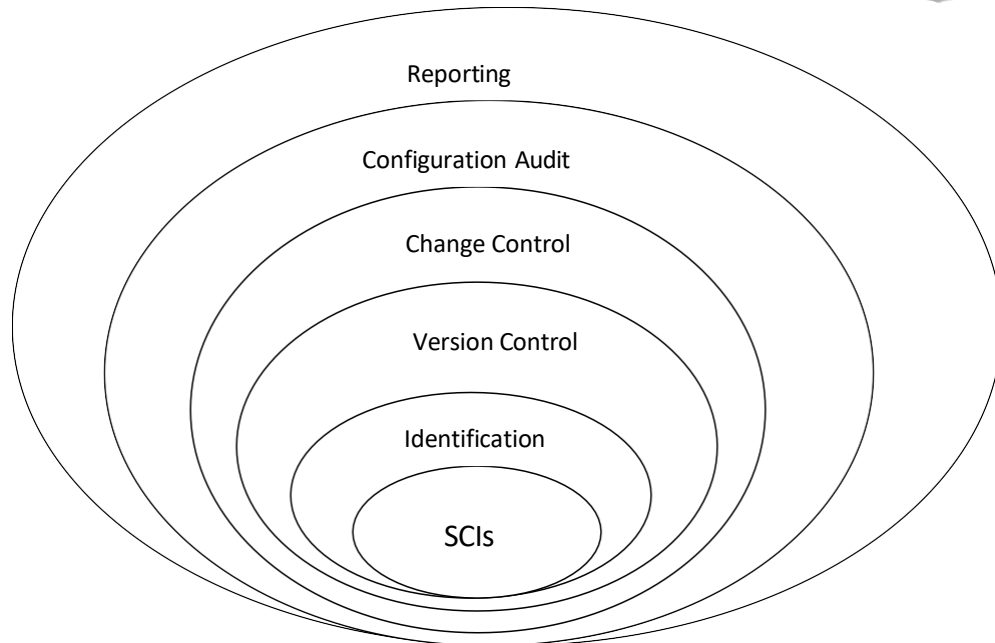 Reporting
Configuration Audit
Change Control
Version Control
Identification
SCIs